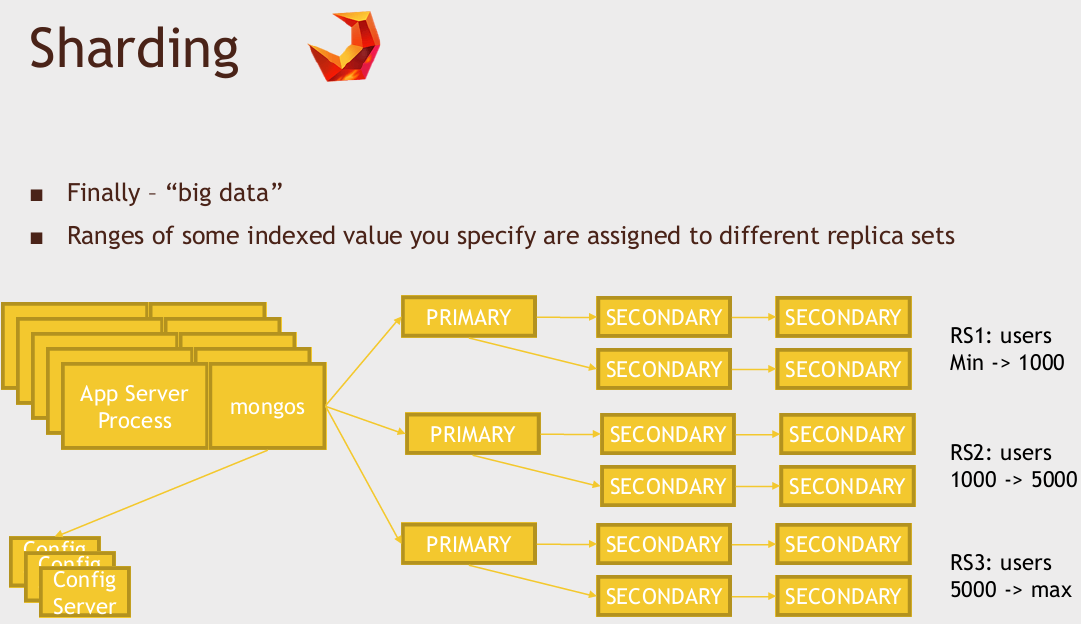 Sharding
■ Finally – “big data”
■ Ranges of some indexed value you specify are assigned to different replica sets
App Server
Process
mongos
Config
Config
Config
Server
PRIMARY
SECONDARY
SECONDARY
SECONDARY
SECONDARY
RS1: users
Min -> 1000
PRIMARY
SECONDARY
SECONDARY
SECONDARY
SECONDARY
RS2: users
1000 -> 5000
PRIMARY
SECONDARY
SECONDARY
SECONDARY
SECONDARY
RS3: users
5000 -> max